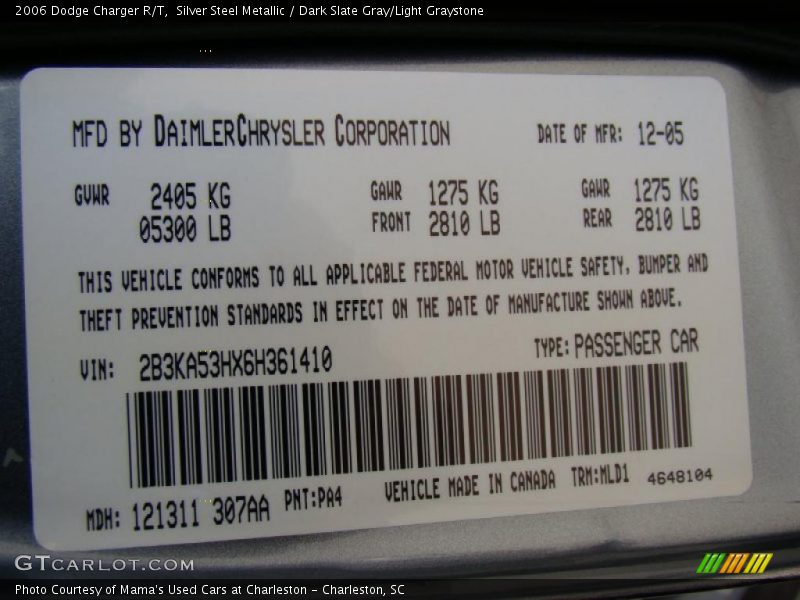 2006 Dodge Charger R/T,  Silver Steel Metallic / Dark Slate Gray/Light Graystone
MFD BY DAIMLERCHRYSLER CORPORATION DATE OF MFR: 12-05
GVWR 2405 KG GAWR 1275 KG GAWR 1275 KG
05300 LB FRONT 2810 LB REAR 2810 LB
THIS VEHICLE CONFORMS TO ALL APPLICABLE FEDERAL MOTOR VEHICLE SAFETY, BUMPER AND
THEFT PREVENTION STANDARDS IN EFFECT ON THE DATE OF MANUFACTURE SHOWN ABOVE.
VIN: 2B3KA53HX6H361410 TYPE: PASSENGER CAR
MDH: 121311 307AA PNT:PA4 VEHICLE MADE IN CANADA TRM:MLD1 4648104
GTCARLOT.COM
Photo Courtesy of Mama's Used Cars at Charleston - Charleston, SC